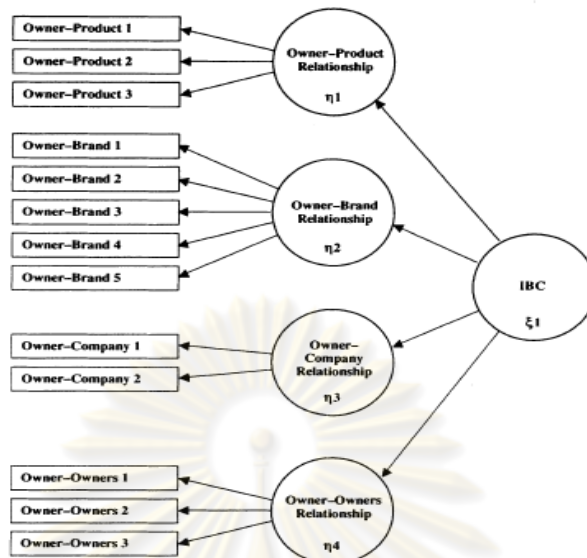 Owner–Product 1
Owner–Product 2
Owner–Product 3
Owner–Product
Relationship
η1
Owner–Brand 1
Owner–Brand 2
Owner–Brand 3
Owner–Brand 4
Owner–Brand 5
Owner–Brand
Relationship
η2
IBC
ξ1
Owner–Company 1
Owner–Company 2
Owner–
Company
Relationship
η3
Owner–Owners 1
Owner–Owners 2
Owner–Owners 3
Owner–Owners
Relationship
η4